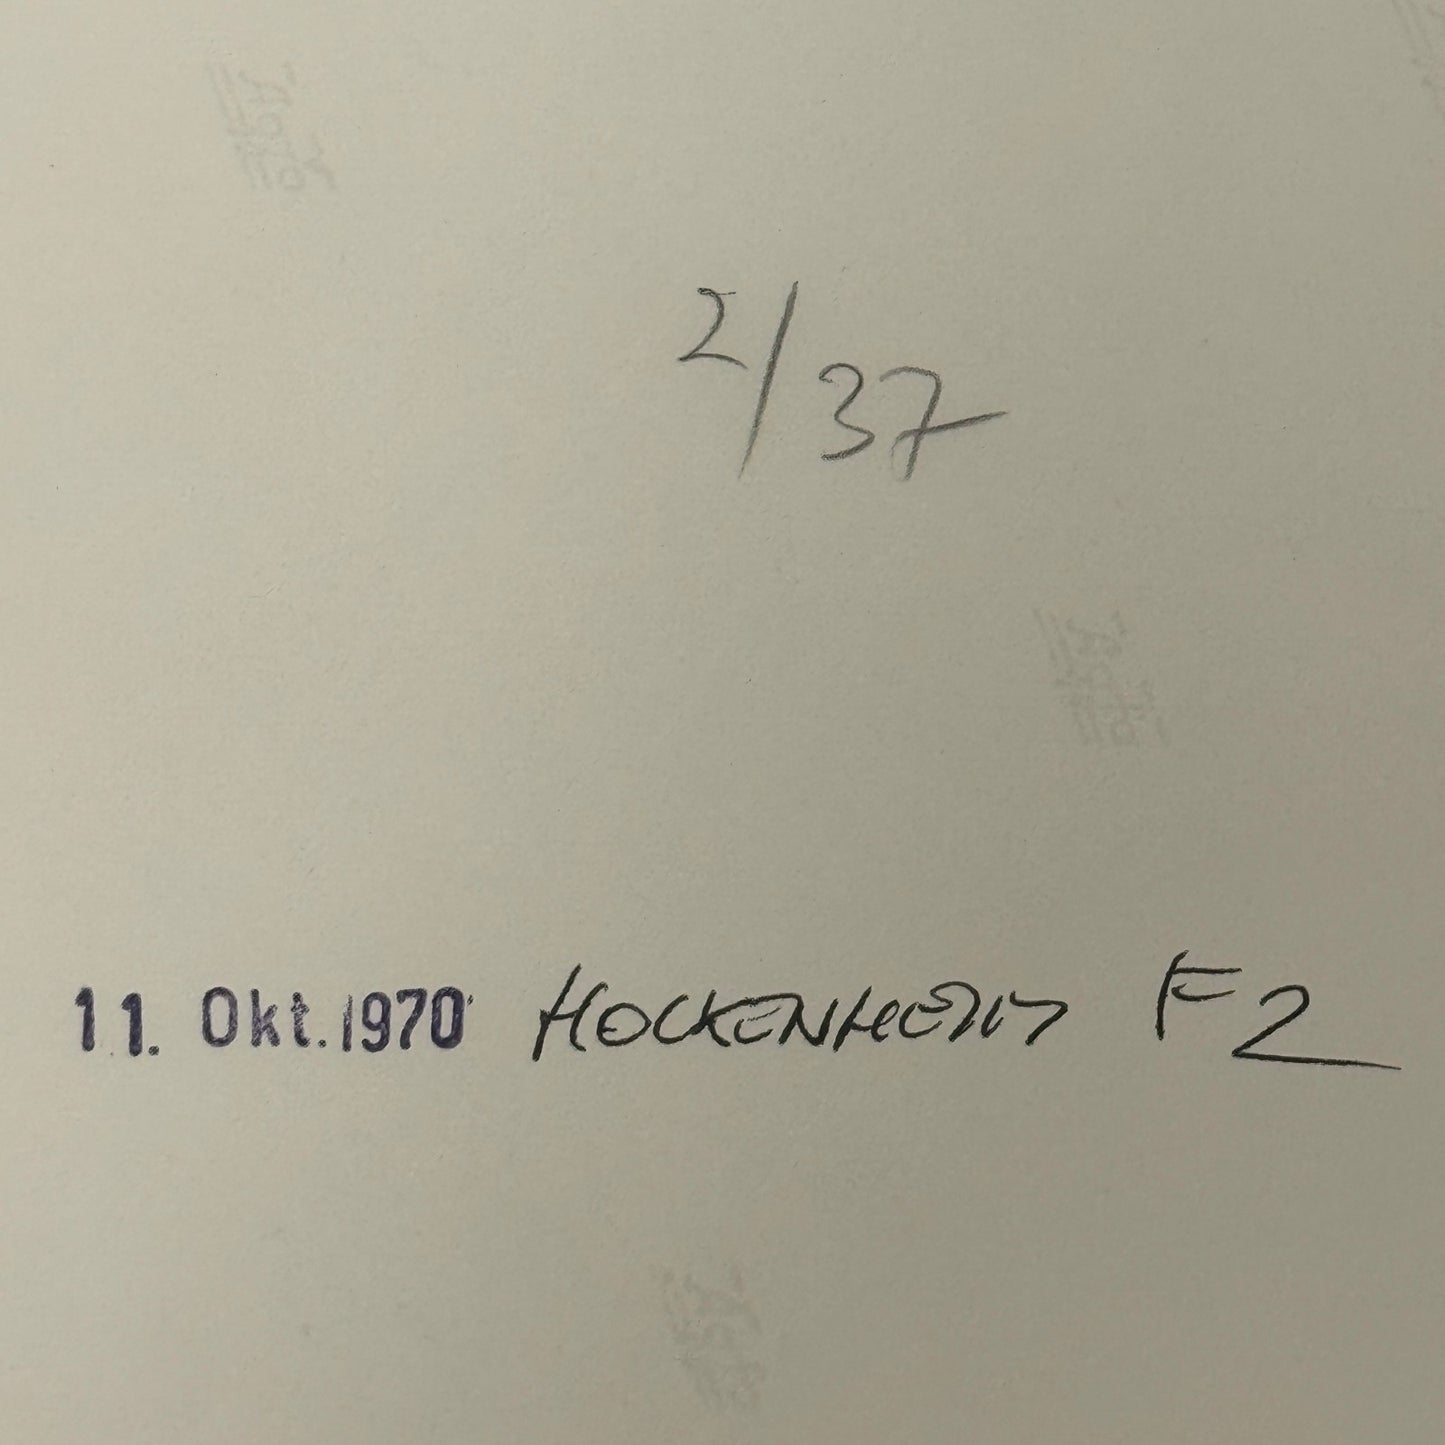 2/37
11. Okt. 1970 HOCKENHEIM F2